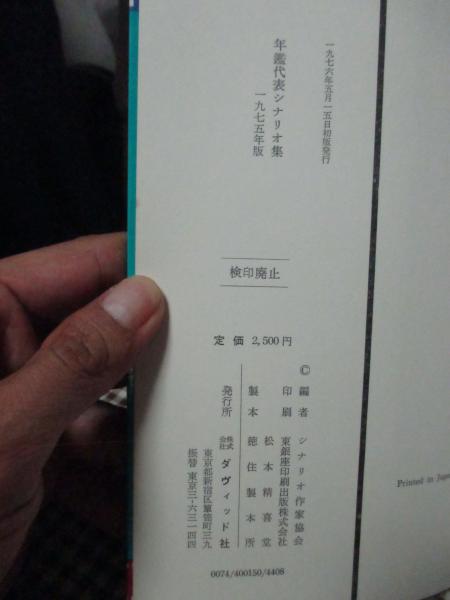 一九七六年五月一五日初版発行
年鑑代表シナリオ集
一九七五年版
検印廃止
定価 2,500円
©編者 シナリオ作家協会
印刷 東銀座印刷出版株式会社
松本精喜堂
製本 徳住製本所
発行所 株式会社 ダヴィッド社
東京都新宿区簞笥町三九
振替 東京三-六三一四四
0074/400150/4408
Printed in Japa